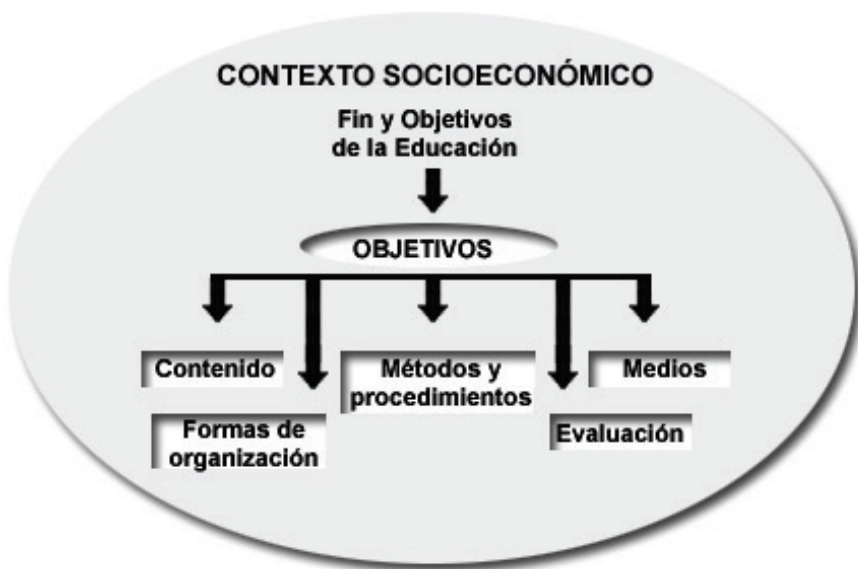 CONTEXTO SOCIOECONÓMICO
Fin y Objetivos
de la Educación
OBJETIVOS
Contenido
Métodos y
procedimientos
Medios
Formas de
organización
Evaluación